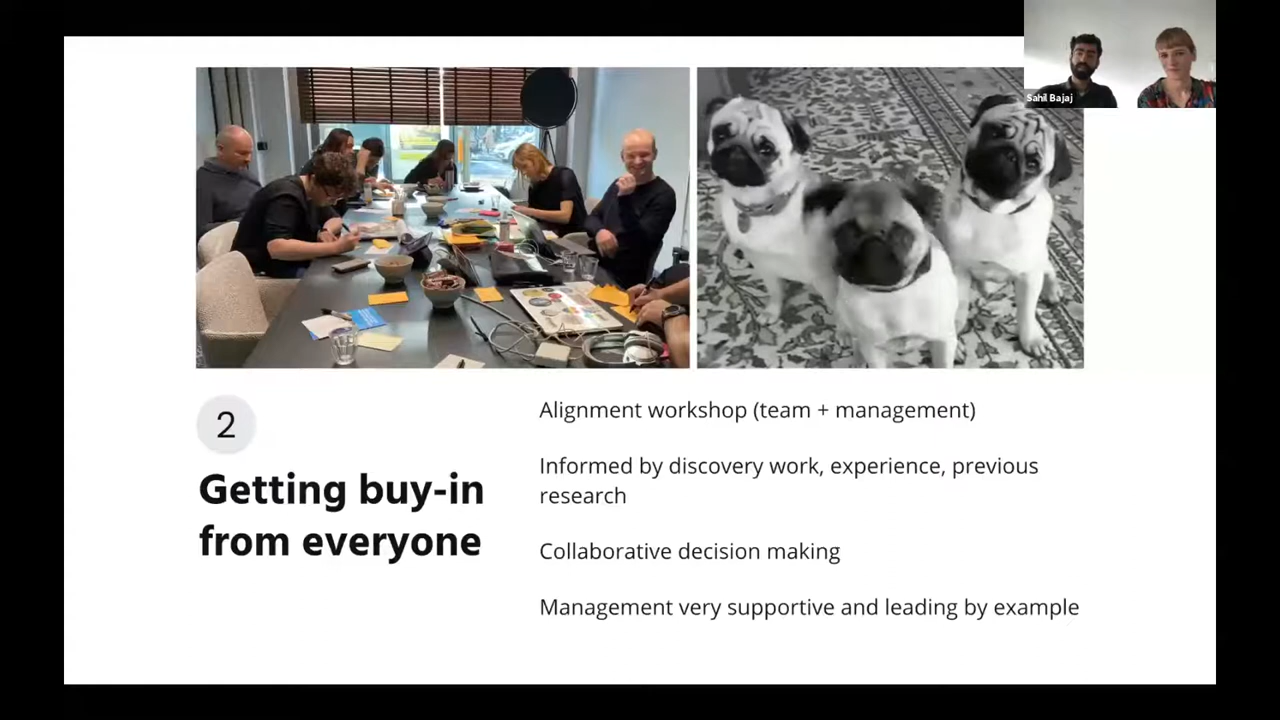 Sahil Bajaj
2
Getting buy-in
from everyone
Alignment workshop (team + management)
Informed by discovery work, experience, previous
research
Collaborative decision making
Management very supportive and leading by example